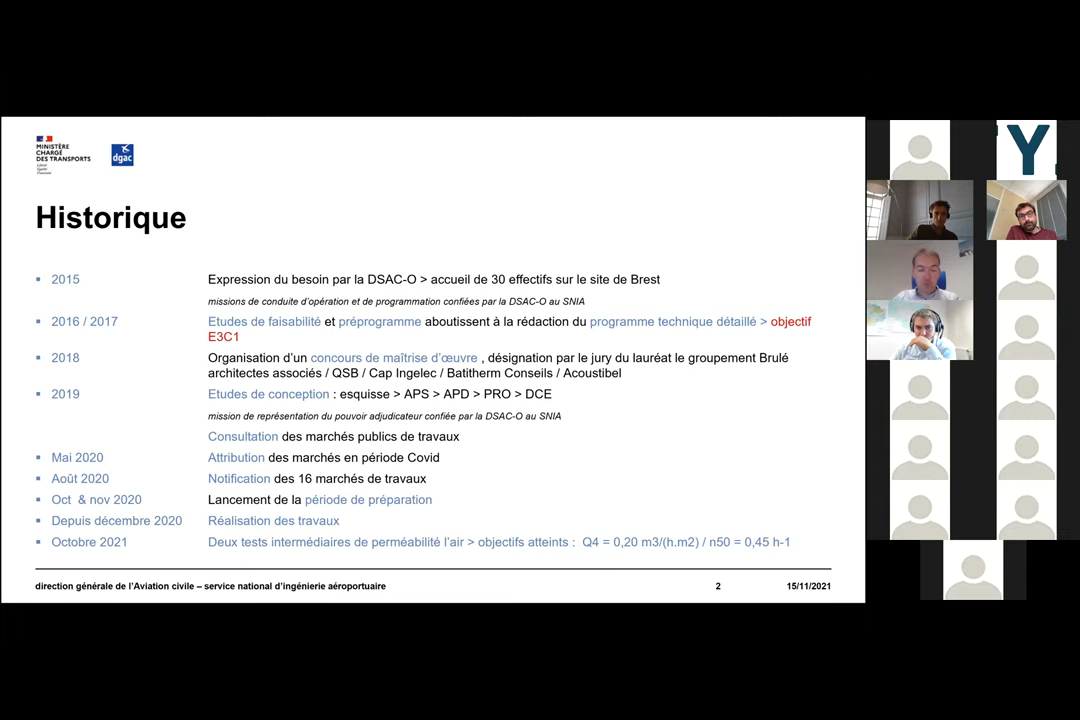 MINISTÈRE
CHARGÉ
DES TRANSPORTS
Liberté
Égalité
Fraternité
dgac
Y.
Historique
2015 Expression du besoin par la DSAC-O > accueil de 30 effectifs sur le site de Brest
missions de conduite d'opération et de programmation confiées par la DSAC-O au SNIA
2016 / 2017 Etudes de faisabilité et préprogramme aboutissent à la rédaction du programme technique détaillé > objectif
E3C1
2018 Organisation d'un concours de maîtrise d'œuvre , désignation par le jury du lauréat le groupement Brulé
architectes associés / QSB / Cap Ingelec / Batitherm Conseils / Acoustibel
2019 Etudes de conception : esquisse > APS > APD > PRO > DCE
mission de représentation du pouvoir adjudicateur confiée par la DSAC-O au SNIA
Consultation des marchés publics de travaux
Mai 2020 Attribution des marchés en période Covid
Août 2020 Notification des 16 marchés de travaux
Oct & nov 2020 Lancement de la période de préparation
Depuis décembre 2020 Réalisation des travaux
Octobre 2021 Deux tests intermédiaires de perméabilité l'air > objectifs atteints : Q4 = 0,20 m3/(h.m2) / n50 = 0,45 h-1
direction générale de l'Aviation civile – service national d'ingénierie aéroportuaire 2 15/11/2021